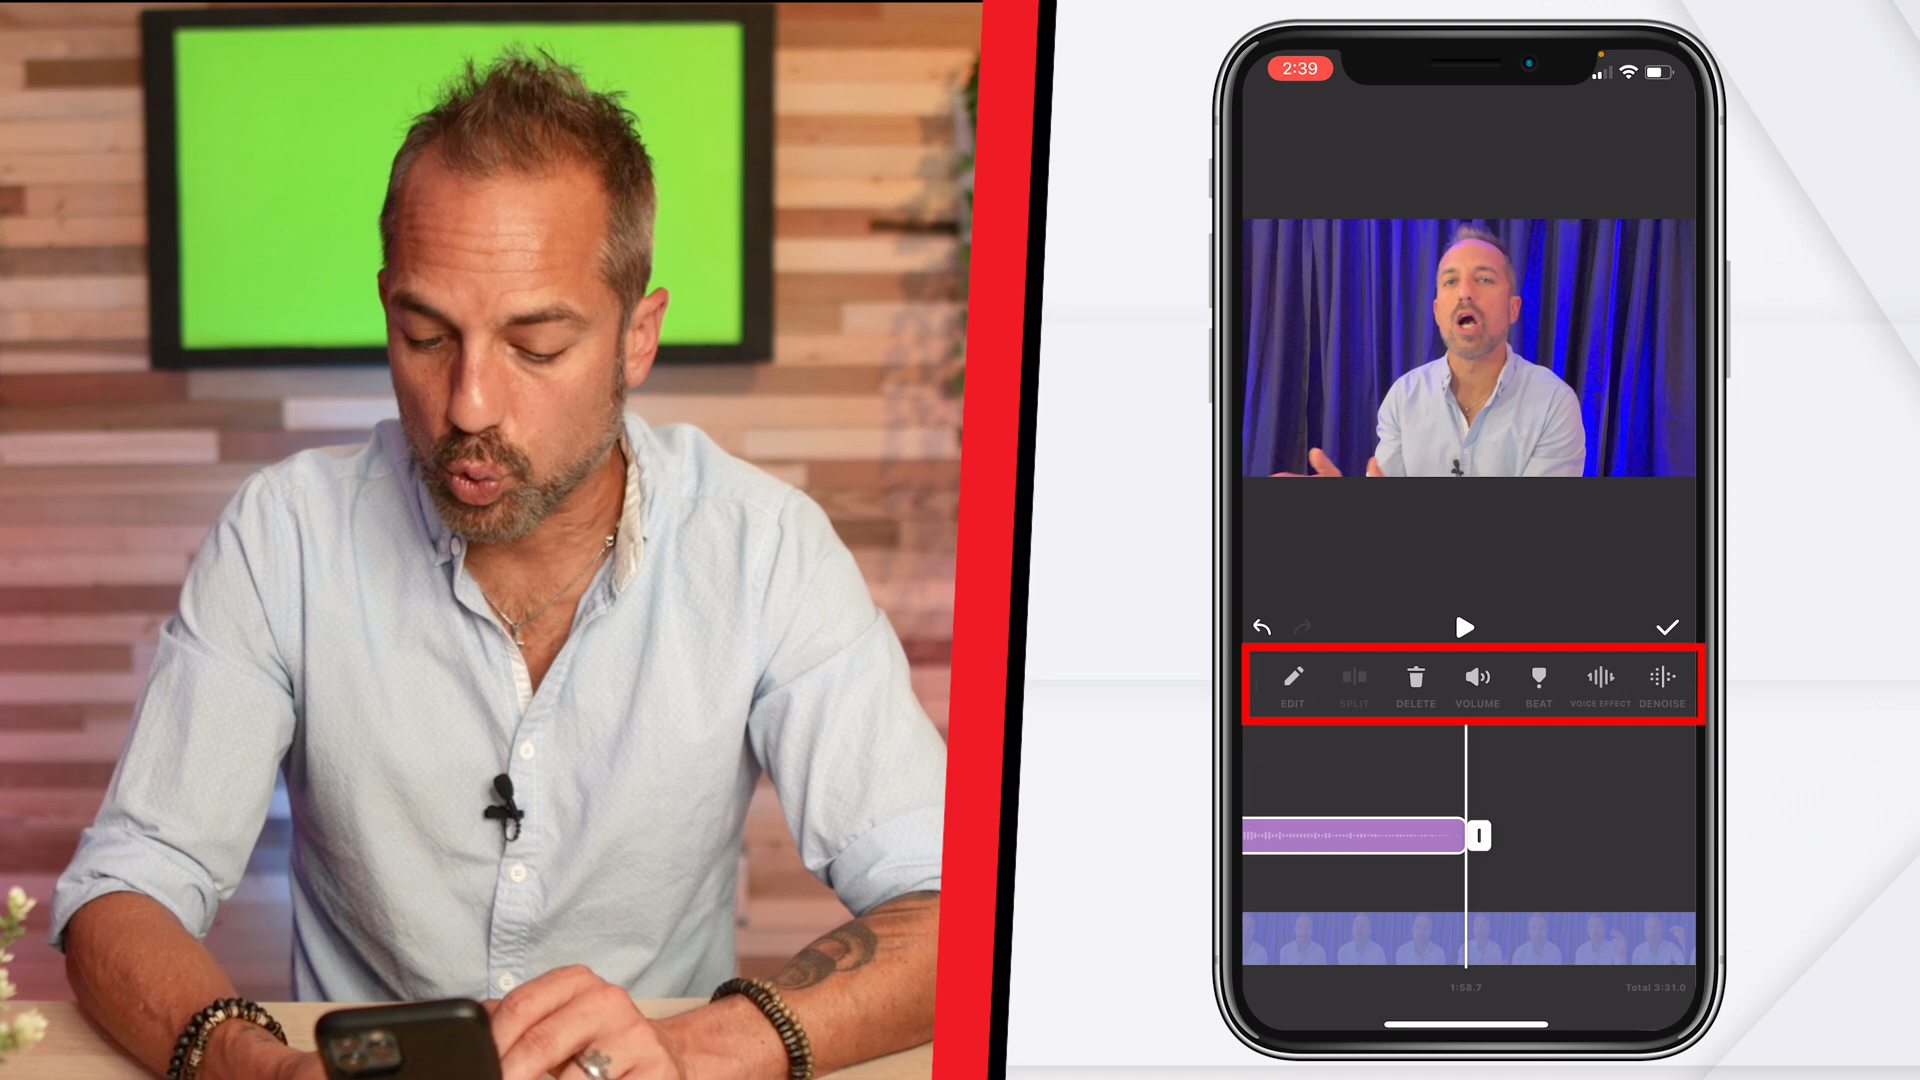 2:39
EDIT SPLIT DELETE VOLUME BEAT VOICE EFFECT DENOISE
1:58.7 Total 3:31.0